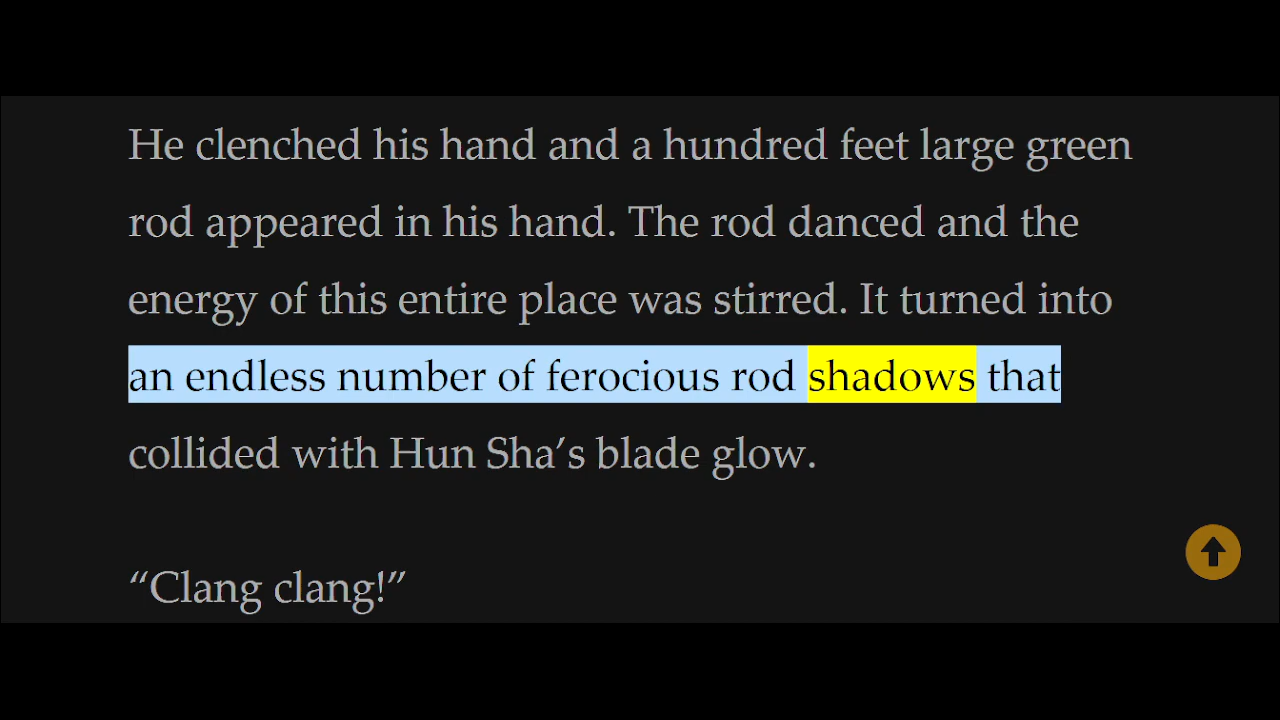 He clenched his hand and a hundred feet large green
rod appeared in his hand. The rod danced and the
energy of this entire place was stirred. It turned into
an endless number of ferocious rod shadows that
collided with Hun Sha’s blade glow.
“Clang clang!”